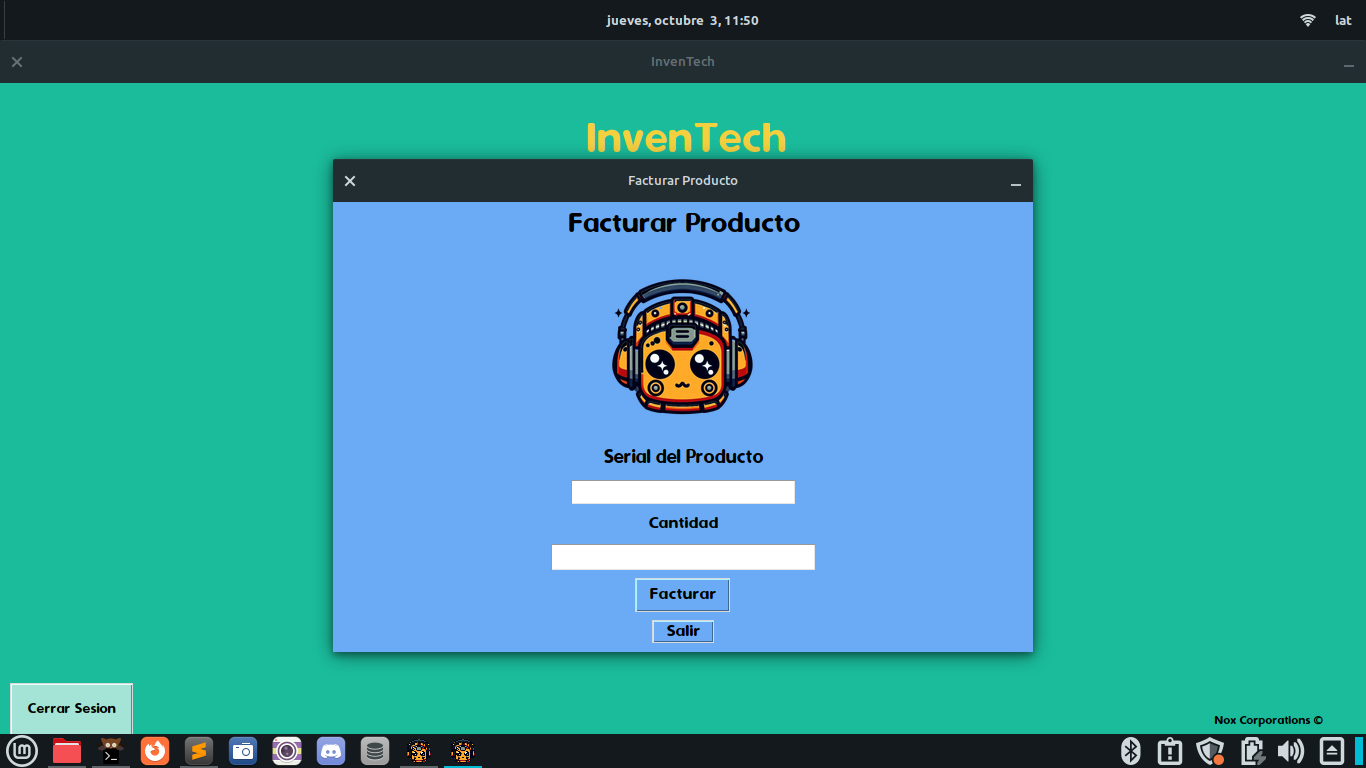 jueves, octubre 3, 11:50
lat
InvenTech
InvenTech
Facturar Producto
Facturar Producto
Serial del Producto
Cantidad
Facturar
Salir
Cerrar Sesion
Nox Corporations ©